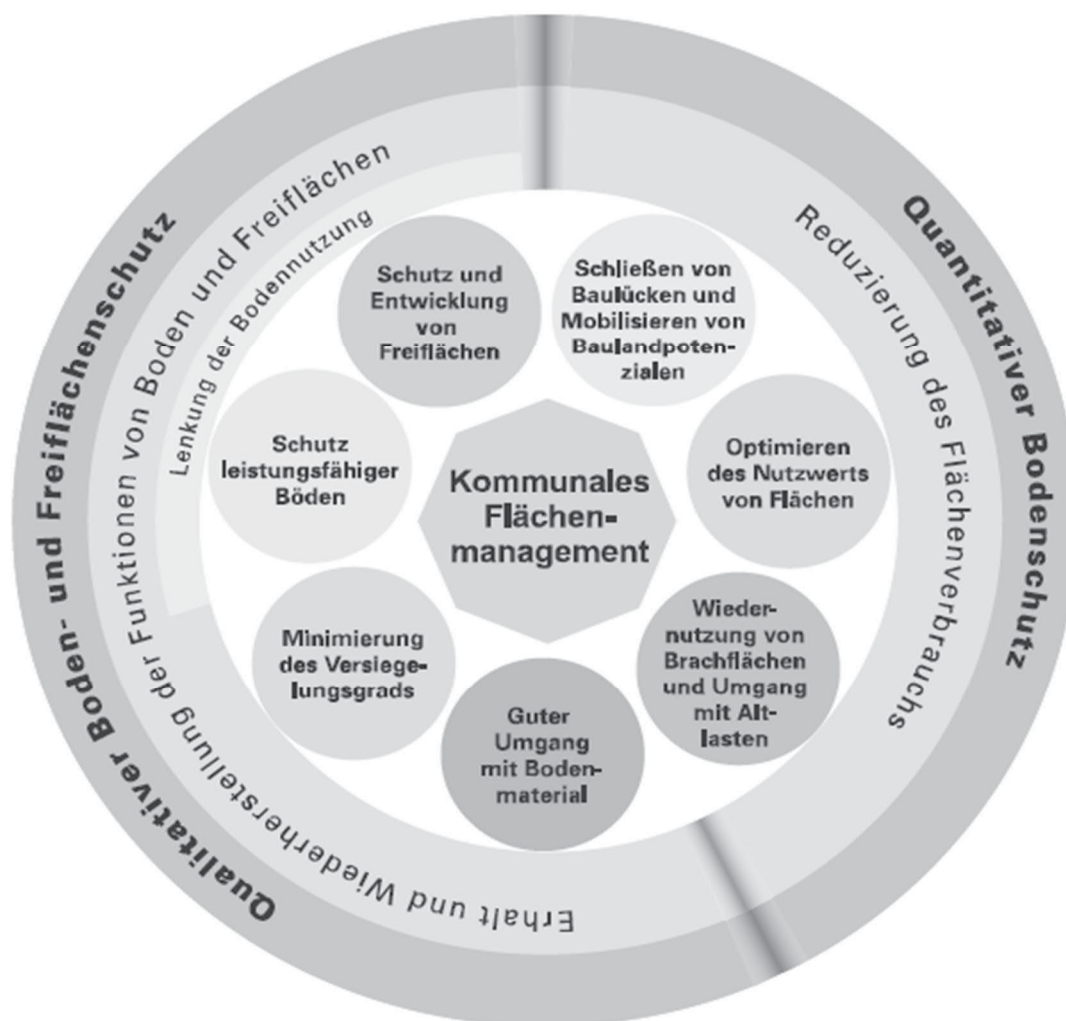 Qualitativer Boden- und Freiflächenschutz
Erhalt und Wiederherstellung der Funktionen von Boden und Freiflächen
Lenkung der Bodennutzung
Quantitativer Bodenschutz
Reduzierung des Flächenverbrauchs
Schutz und
Entwicklung
von
Freiflächen
Schließen von
Baulücken und
Mobilisieren von
Baulandpoten-
zialen
Schutz
leistungsfähiger
Böden
Kommunales
Flächen-
management
Optimieren
des Nutzwerts
von Flächen
Minimierung
des Versiege-
lungsgrads
Guter
Umgang
mit Boden-
material
Wieder-
nutzung von
Brachflächen
und Umgang
mit Alt-
lasten